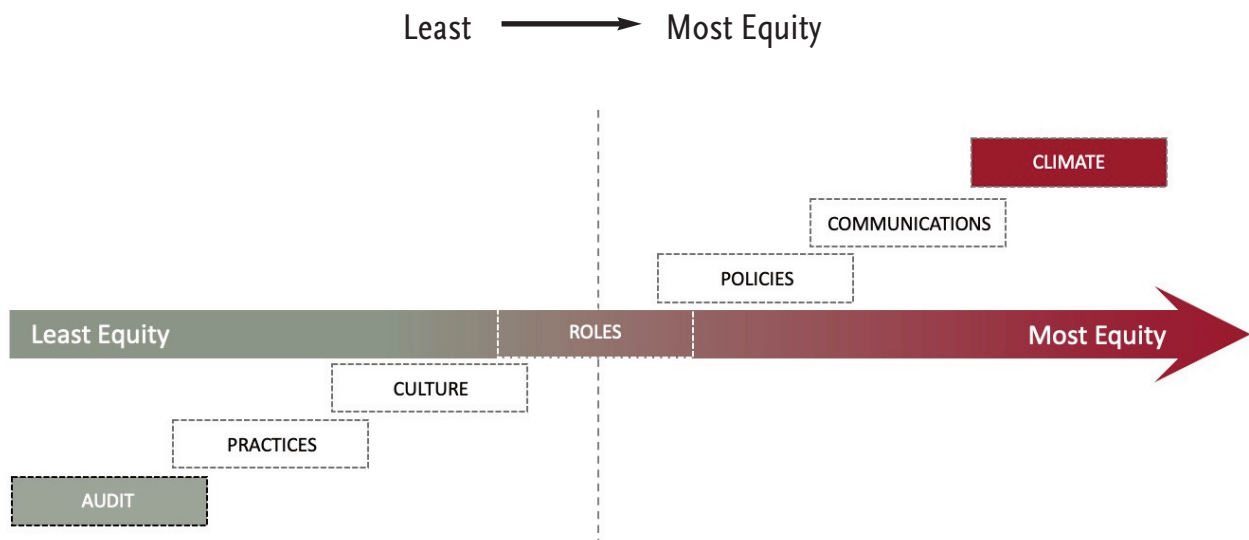 Least Most Equity
CLIMATE
COMMUNICATIONS
POLICIES
Least Equity ROLES Most Equity
CULTURE
PRACTICES
AUDIT